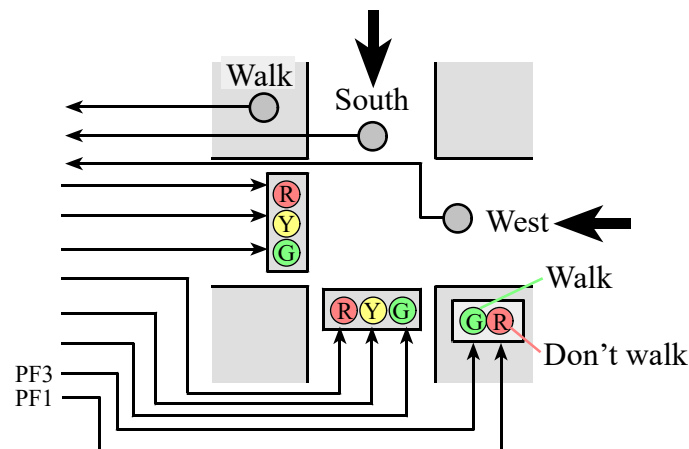 Walk
South
R
Y
G
West
Walk
R Y G
G R
Don't walk
PF3
PF1